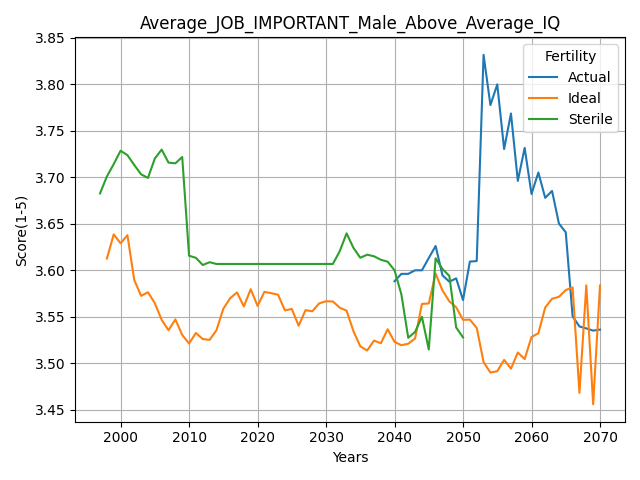 Average_JOB_IMPORTANT_Male_Above_Average_IQ
Fertility
Actual
Ideal
Sterile
Score(1-5)
3.85
3.80
3.75
3.70
3.65
3.60
3.55
3.50
3.45
2000 2010 2020 2030 2040 2050 2060 2070
Years